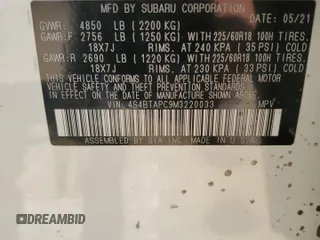 MFD BY SUBARU CORPORATION DATE: 05/21
GVWR: 4850 LB (2200 KG)
GAWR:F 2756 LB (1250 KG) WITH 225/60R18 100H TIRES,
18X7J RIMS, AT 240 KPA (35 PSI) COLD
GAWR:R 2690 LB (1220 KG) WITH 225/60R18 100H TIRES,
18X7J RIMS, AT 230 KPA (33 PSI) COLD
THIS VEHICLE CONFORMS TO ALL APPLICABLE
FEDERAL MOTOR VEHICLE SAFETY, BUMPER, AND THEFT
PREVENTION STANDARDS IN EFFECT ON THE DATE
OF MANUFACTURE SHOWN ABOVE.
VIN: 4S4BTAPC9M3220033 MPV
ASSEMBLED BY SIA INC. MADE IN U.S.A
DREAMBID